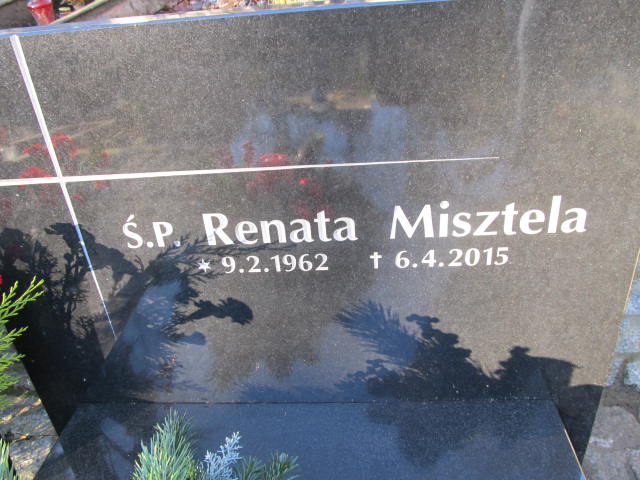 Ś.P. Renata Misztela
* 9.2.1962 † 6.4.2015